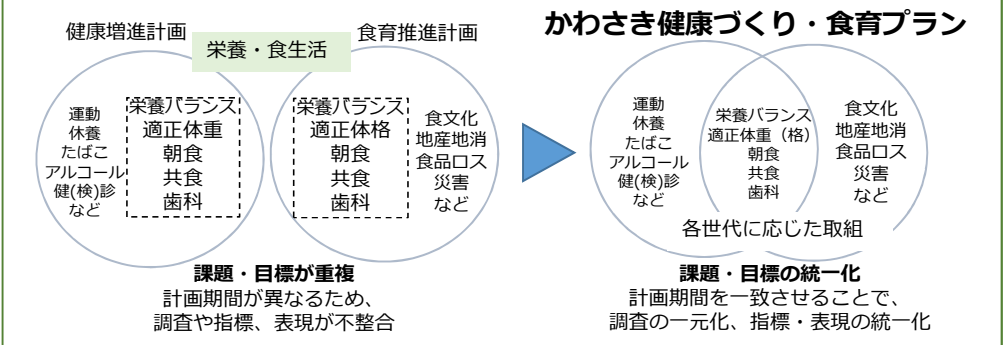 健康増進計画
栄養・食生活
食育推進計画
運動
休養
たばこ
アルコール
健(検)診
など
栄養バランス
適正体重
朝食
共食
歯科
栄養バランス
適正体格
朝食
共食
歯科
食文化
地産地消
食品ロス
災害
など
課題・目標が重複
計画期間が異なるため、
調査や指標、表現が不整合
かわさき健康づくり・食育プラン
運動
休養
たばこ
アルコール
健(検)診
など
栄養バランス
適正体重（格）
朝食
共食
歯科
食文化
地産地消
食品ロス
災害
など
各世代に応じた取組
課題・目標の統一化
計画期間を一致させることで、
調査の一元化、指標・表現の統一化